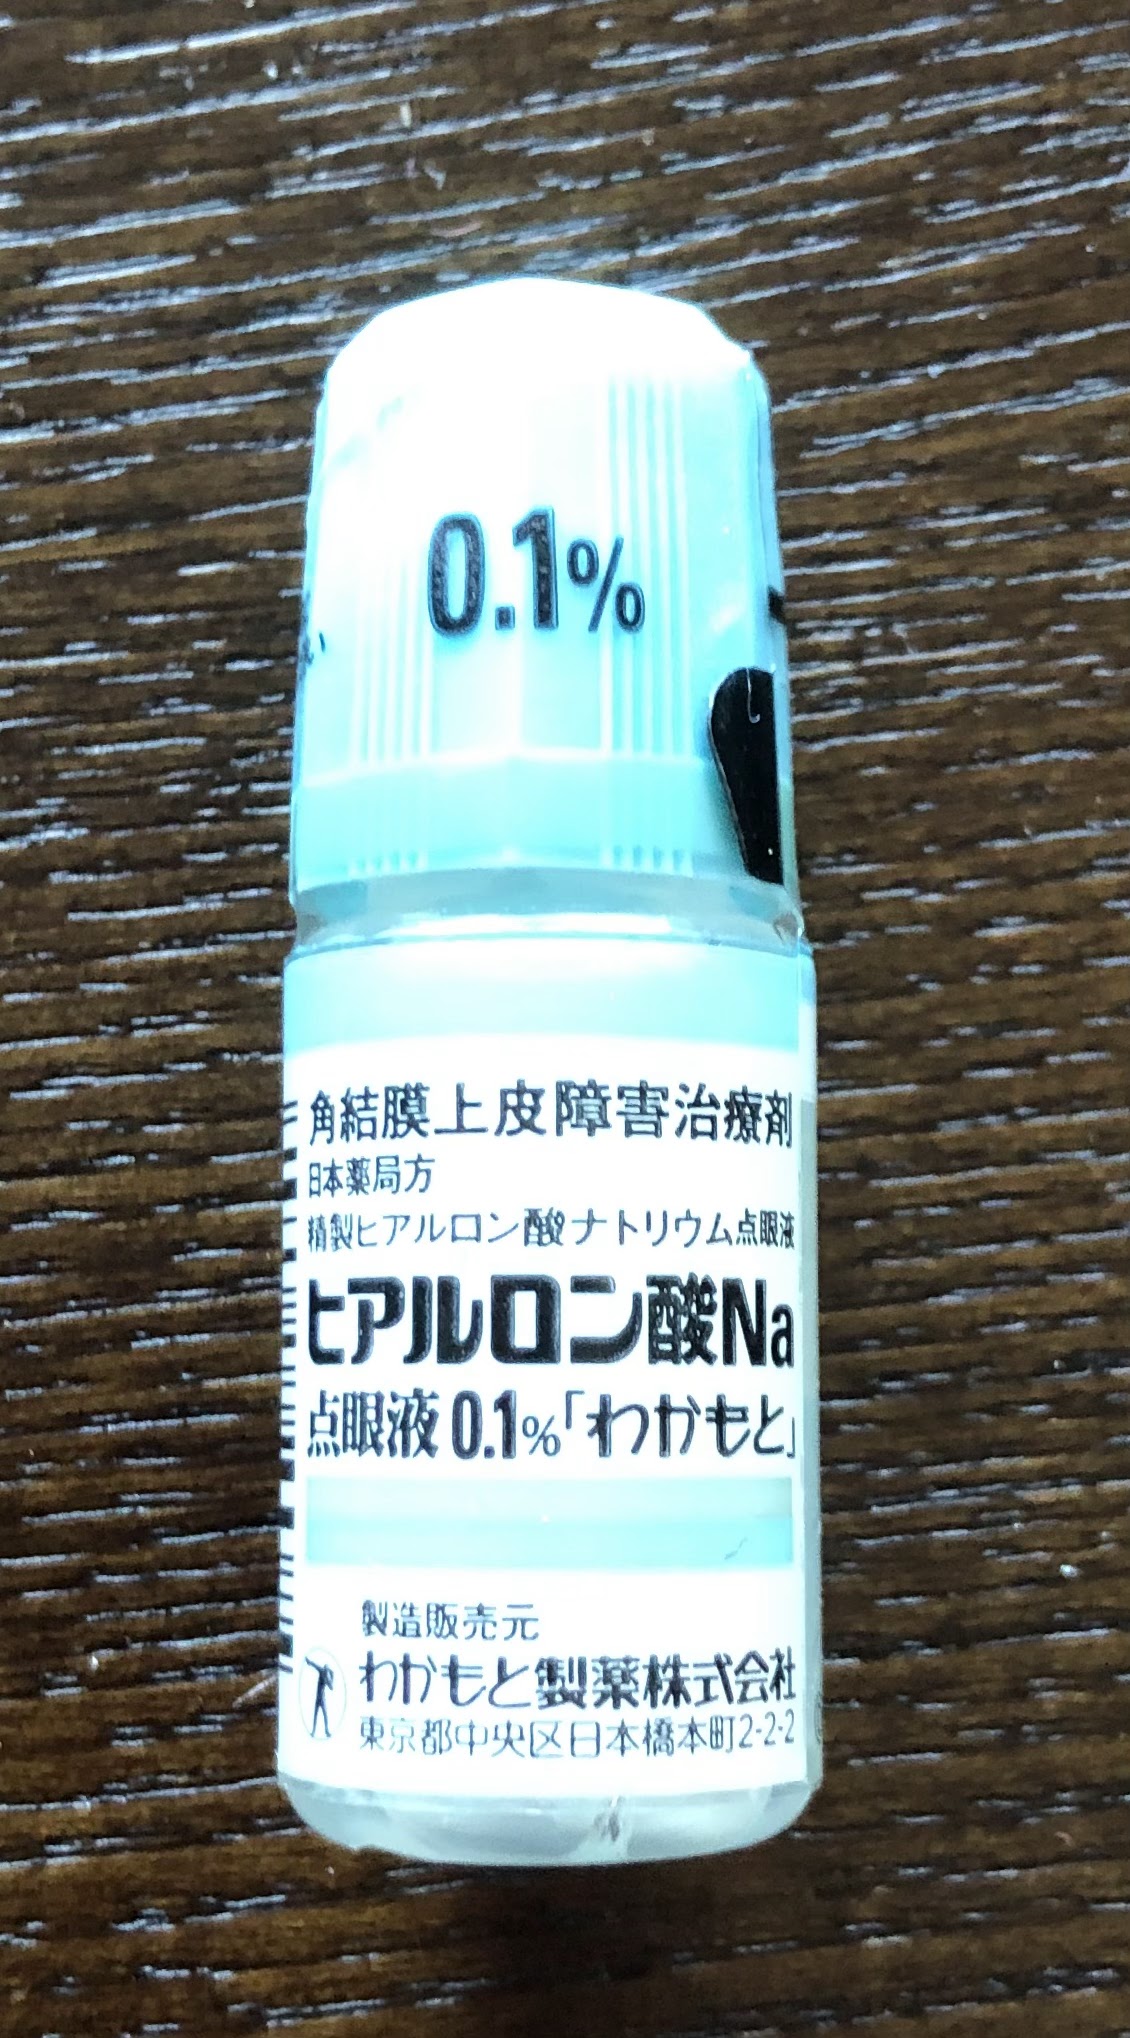 0.1%
角結膜上皮障害治療剤
日本薬局方
精製ヒアルロン酸ナトリウム点眼液
ヒアルロン酸Na
点眼液 0.1%「わかもと」
製造販売元
わかもと製薬株式会社
東京都中央区日本橋本町2-2-2